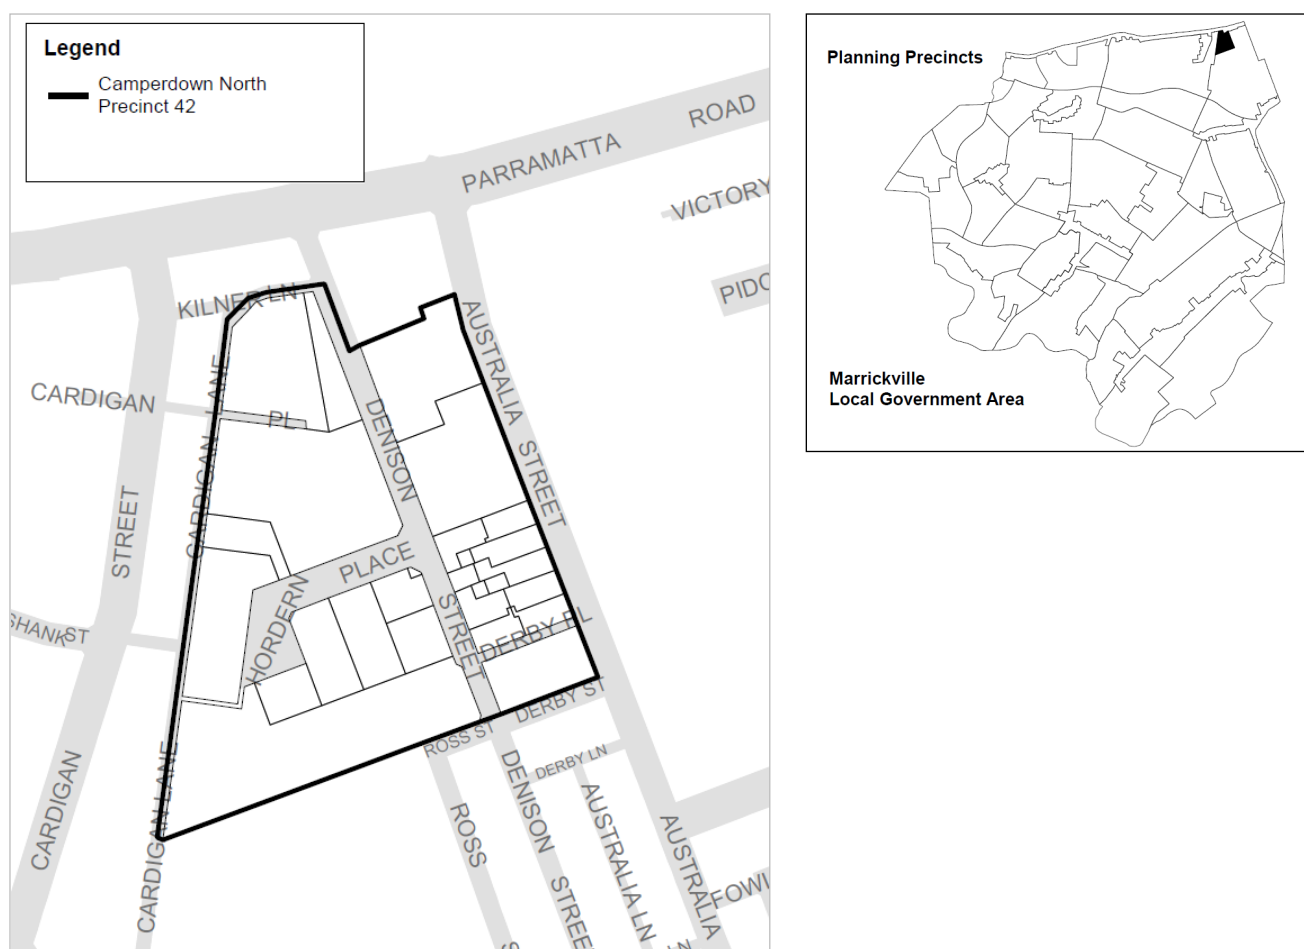 Legend
Camperdown North
Precinct 42
PARRAMATTA ROAD
VICTORY
KILNER LN
CARDIGAN
PL
CARDIGAN LANE
STREET
CARDIGAN
AUSTRALIA STREET
DENISON
STREET
HORDERN PLACE
DERBY PL
SHANK ST
DERBY ST
ROSS ST
DERBY LN
CARDIGAN LANE
ROSS
DENISON STREE
AUSTRALIA LN
AUSTRALIA
Planning Precincts
Marrickville
Local Government Area